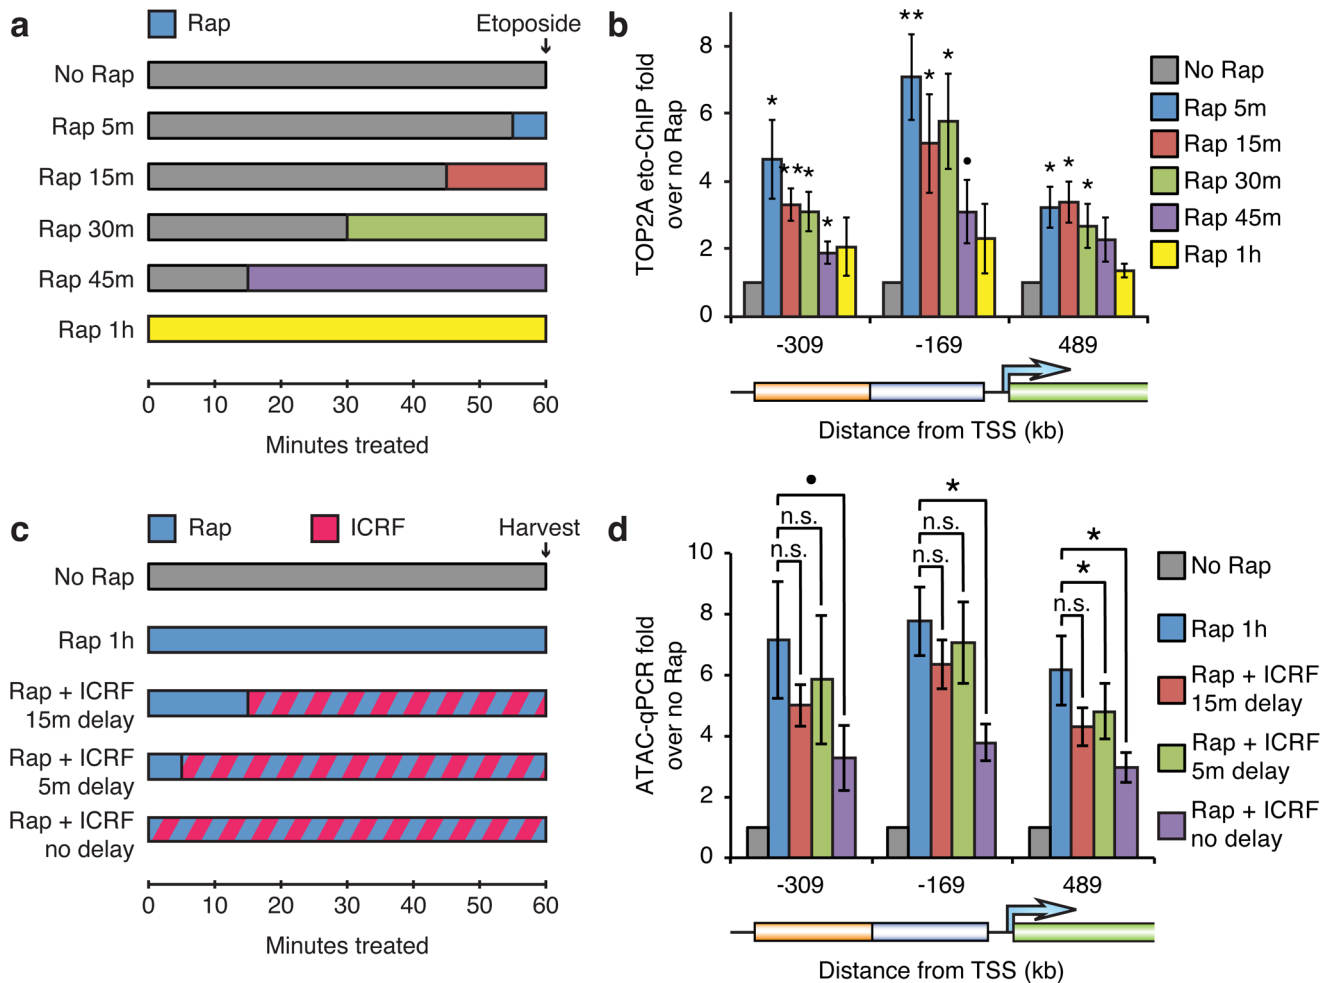 a
Rap
Etoposide
No Rap
Rap 5m
Rap 15m
Rap 30m
Rap 45m
Rap 1h
0 10 20 30 40 50 60
Minutes treated
b
TOP2A eto-ChIP fold
over no Rap
8
6
4
2
0
* ** * *
** * * •
* * *
-309 -169 489
Distance from TSS (kb)
No Rap
Rap 5m
Rap 15m
Rap 30m
Rap 45m
Rap 1h
c
Rap
ICRF
Harvest
No Rap
Rap 1h
Rap + ICRF
15m delay
Rap + ICRF
5m delay
Rap + ICRF
no delay
0 10 20 30 40 50 60
Minutes treated
d
ATAC-qPCR fold
over no Rap
10
8
6
4
2
0
•
n.s.
n.s.
*
n.s.
n.s.
*
*
n.s.
-309 -169 489
Distance from TSS (kb)
No Rap
Rap 1h
Rap + ICRF
15m delay
Rap + ICRF
5m delay
Rap + ICRF
no delay